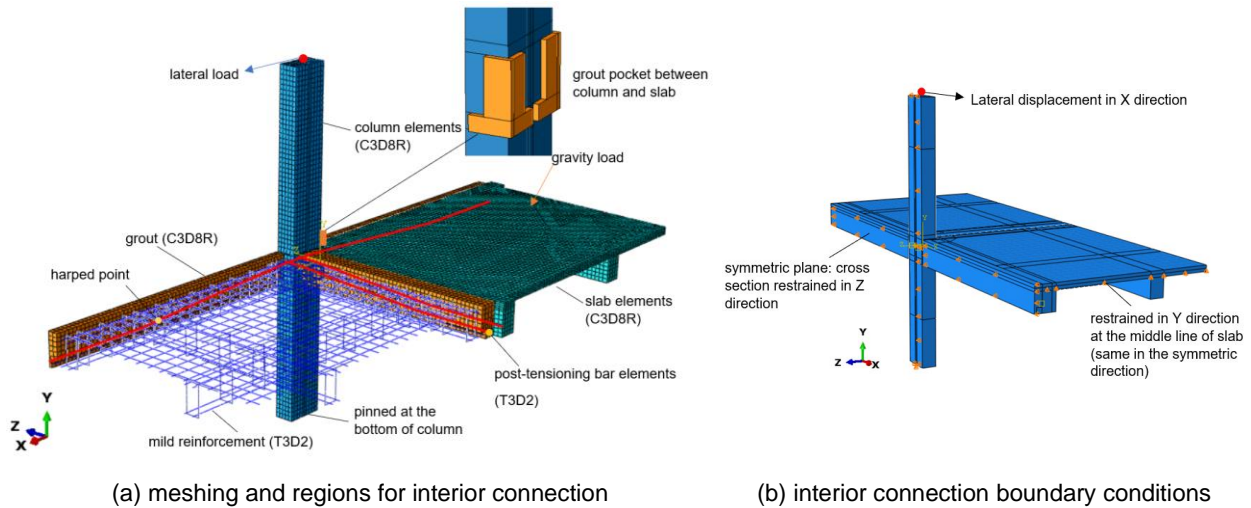 lateral load
grout pocket between
column and slab
column elements
(C3D8R)
gravity load
grout (C3D8R)
harped point
slab elements
(C3D8R)
post-tensioning bar elements
(T3D2)
pinned at the
bottom of column
mild reinforcement (T3D2)
Y
Z
X
(a) meshing and regions for interior connection
Lateral displacement in X direction
symmetric plane: cross
section restrained in Z
direction
restrained in Y direction
at the middle line of slab
(same in the symmetric
direction)
Y
Z
X
(b) interior connection boundary conditions